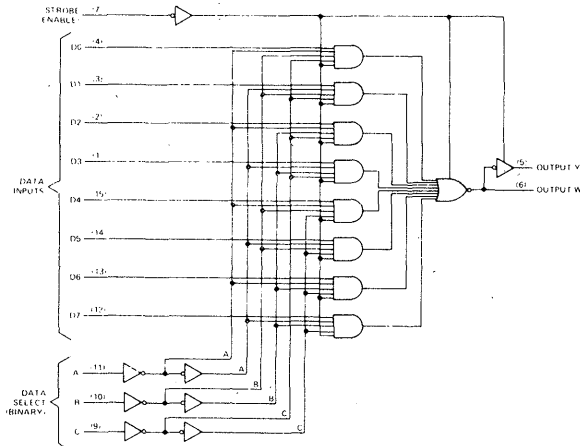 STROBE (7)
ENABLE
D0 (4)
D1 (3)
D2 (2)
D3 (1
D4 (15)
D5 (14
D6 (13)
D7 (12)
DATA
INPUTS
(5)
OUTPUT Y
(6)
OUTPUT W
A (11)
A
A
DATA
SELECT
(BINARY)
B (10)
B
B
C (9)
C
C